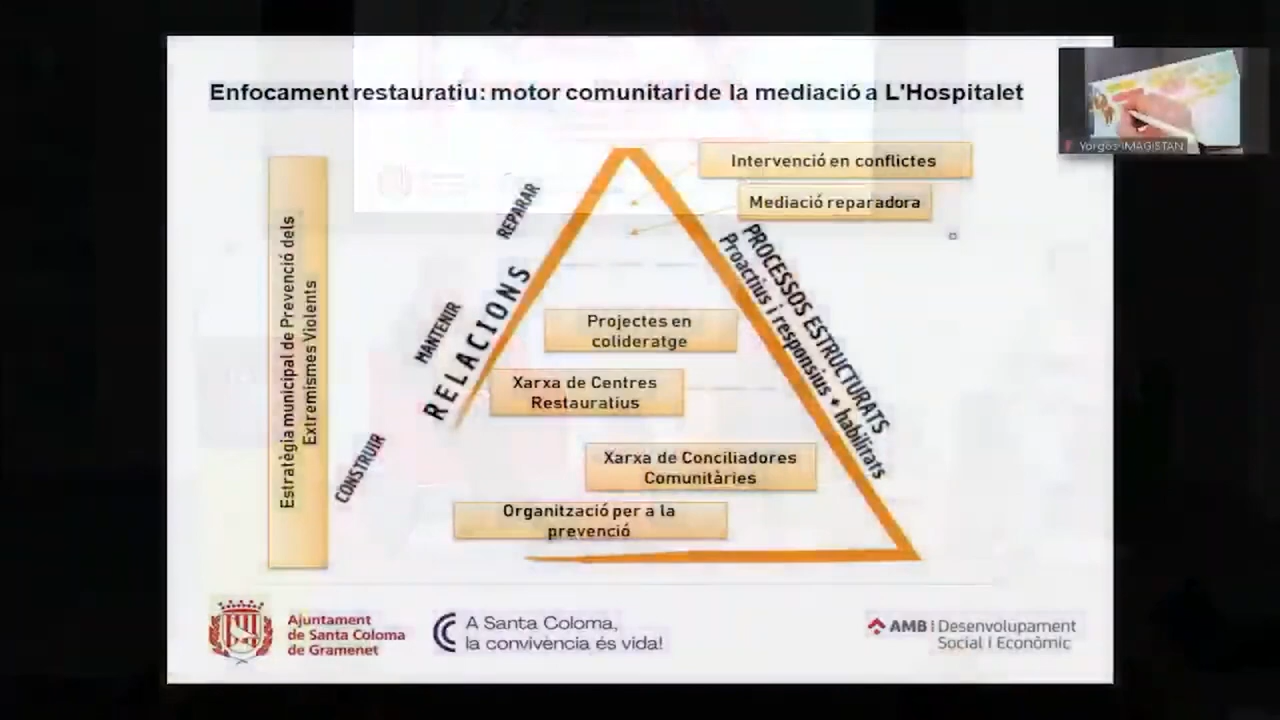 Enfocament restauratiu: motor comunitari de la mediació a L'Hospitalet
Intervenció en conflictes
Mediació reparadora
Estratègia municipal de Prevenció dels
Extremismes Violents
REPARAR
MANTENIR
CONSTRUIR
RELACIONS
PROCESSOS ESTRUCTURATS
Proactius i responsius + habilitats
Projectes en
colideratge
Xarxa de Centres
Restauratius
Xarxa de Conciliadores
Comunitàries
Organització per a la
prevenció
Ajuntament
de Santa Coloma
de Gramenet
A Santa Coloma,
la convivència és vida!
AMB Desenvolupament
Social i Econòmic
Yorgos IMAGISTAN